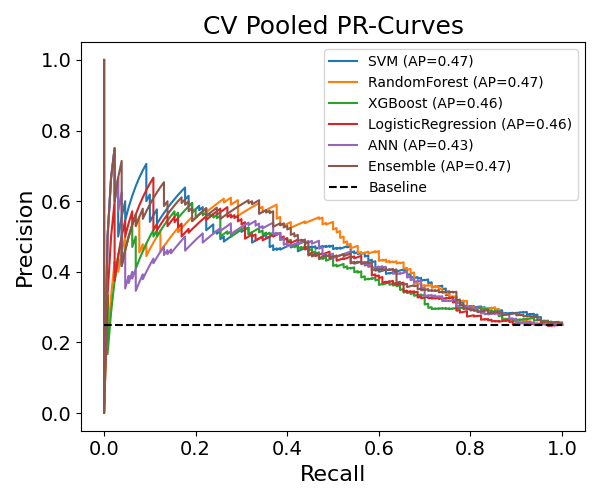 CV Pooled PR-Curves
Precision
1.0
0.8
0.6
0.4
0.2
0.0
SVM (AP=0.47)
RandomForest (AP=0.47)
XGBoost (AP=0.46)
LogisticRegression (AP=0.46)
ANN (AP=0.43)
Ensemble (AP=0.47)
Baseline
0.0 0.2 0.4 0.6 0.8 1.0
Recall